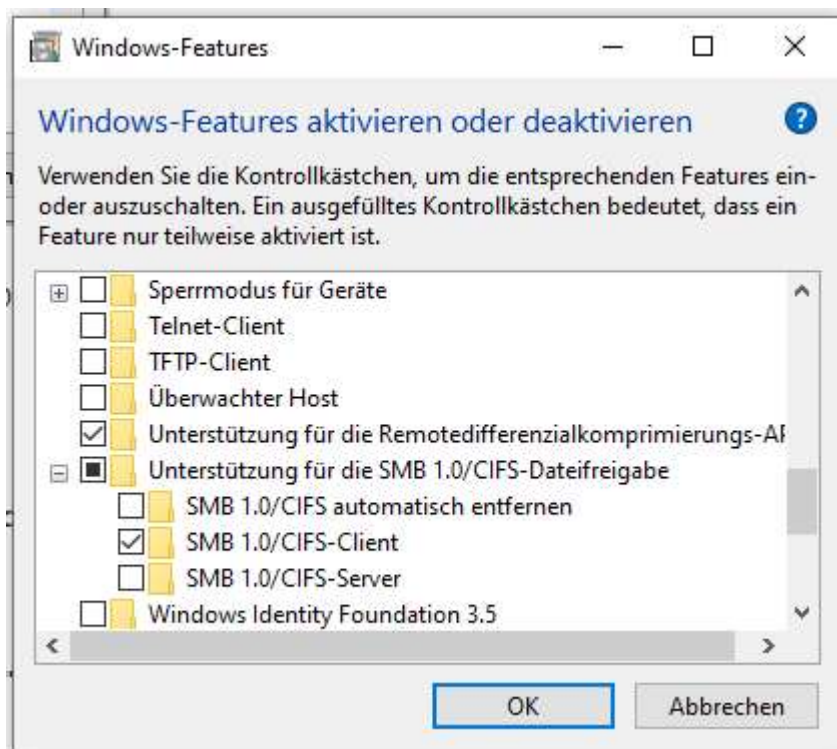 Windows-Features
Windows-Features aktivieren oder deaktivieren
Verwenden Sie die Kontrollkästchen, um die entsprechenden Features ein-
oder auszuschalten. Ein ausgefülltes Kontrollkästchen bedeutet, dass ein
Feature nur teilweise aktiviert ist.
Sperrmodus für Geräte
Telnet-Client
TFTP-Client
Überwachter Host
Unterstützung für die Remotedifferenzialkomprimierungs-
Unterstützung für die SMB 1.0/CIFS-Dateifreigabe
SMB 1.0/CIFS automatisch entfernen
SMB 1.0/CIFS-Client
SMB 1.0/CIFS-Server
Windows Identity Foundation 3.5
OK
Abbrechen